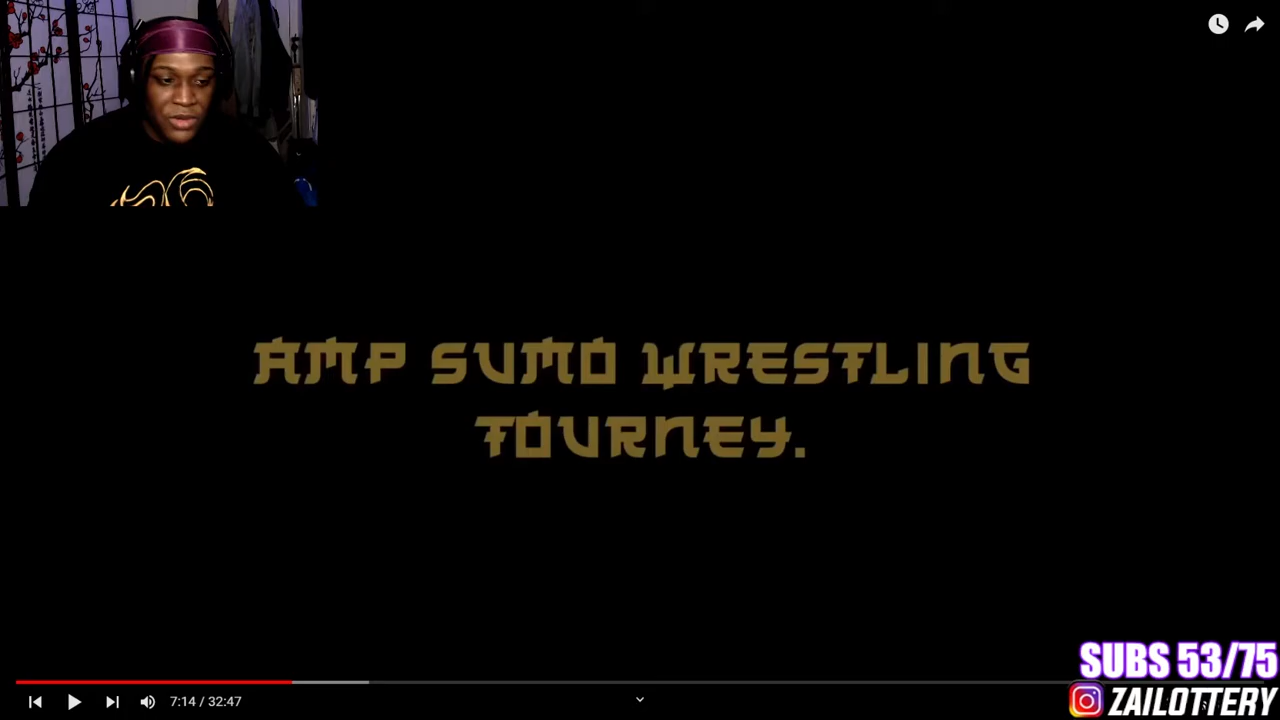 AMP SUMO WRESTLING
TOURNEY.
7:14 / 32:47
SUBS 53/75
ZAILOTTERY